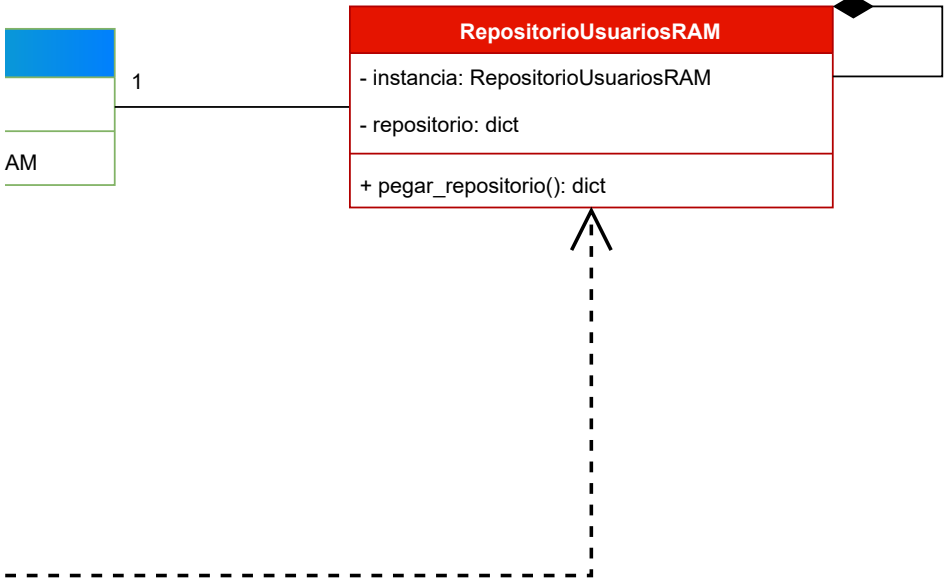 RepositorioUsuariosRAM
1
- instancia: RepositorioUsuariosRAM
- repositorio: dict
AM
+ pegar_repositorio(): dict